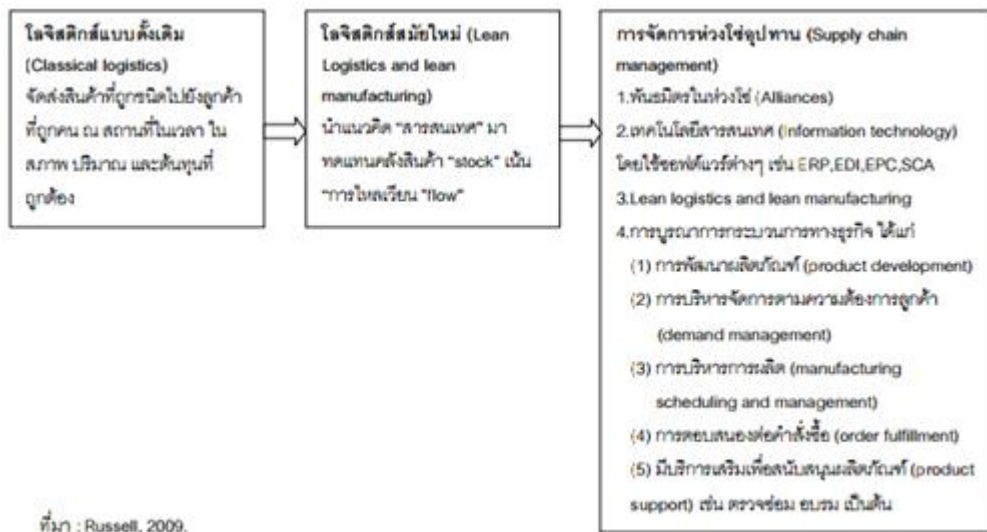 โลจิสติกส์แบบดั้งเดิม
(Classical logistics)
จัดส่งสินค้าที่ถูกชนิดไปยังลูกค้า
ที่ถูกคน ณ สถานที่ในเวลา ใน
สภาพ ปริมาณ และต้นทุนที่
ถูกต้อง
โลจิสติกส์สมัยใหม่ (Lean
Logistics and lean
manufacturing)
นำแนวคิด "สารสนเทศ" มา
ทดแทนคลังสินค้า "stock" เน้น
"การไหลเวียน "flow"
การจัดการห่วงโซ่อุปทาน (Supply chain
management)
1.พันธมิตรในห่วงโซ่ (Alliances)
2.เทคโนโลยีสารสนเทศ (Information technology)
โดยใช้ซอฟต์แวร์ต่างๆ เช่น ERP,EDI,EPC,SCA
3.Lean logistics and lean manufacturing
4.การบูรณาการกระบวนการทางธุรกิจ ได้แก่
(1) การพัฒนาผลิตภัณฑ์ (product development)
(2) การบริหารจัดการตามความต้องการลูกค้า
(demand management)
(3) การบริหารการผลิต (manufacturing
scheduling and management)
(4) การตอบสนองต่อคำสั่งซื้อ (order fulfillment)
(5) มีบริการเสริมเพื่อสนับสนุนผลิตภัณฑ์ (product
support) เช่น ตรวจซ่อม อบรม เป็นต้น
ที่มา : Russell, 2009.